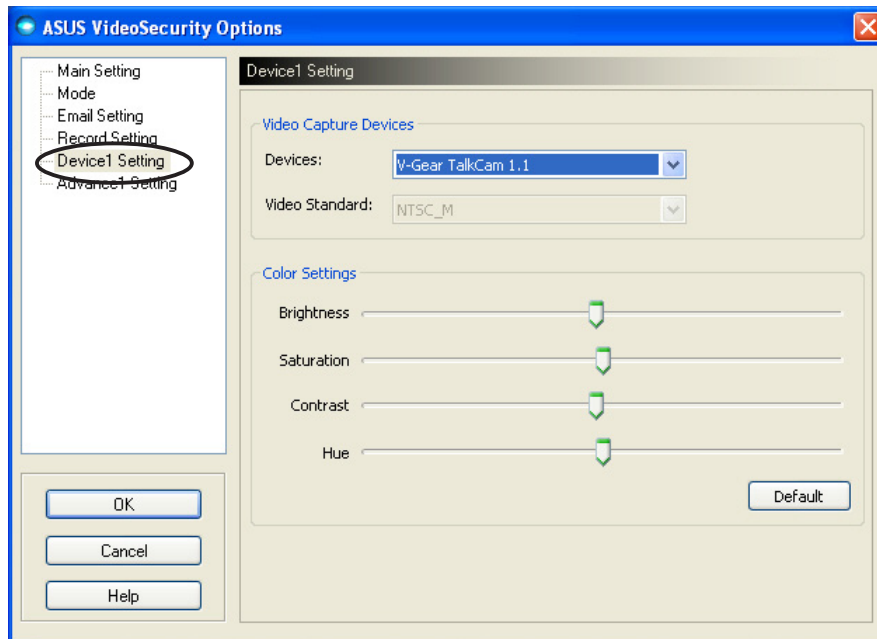 ASUS VideoSecurity Options
Main Setting
Mode
Email Setting
Record Setting
Device1 Setting
Advance1 Setting
OK
Cancel
Help
Device1 Setting
Video Capture Devices
Devices: V-Gear TalkCam 1.1
Video Standard: NTSC_M
Color Settings
Brightness
Saturation
Contrast
Hue
Default